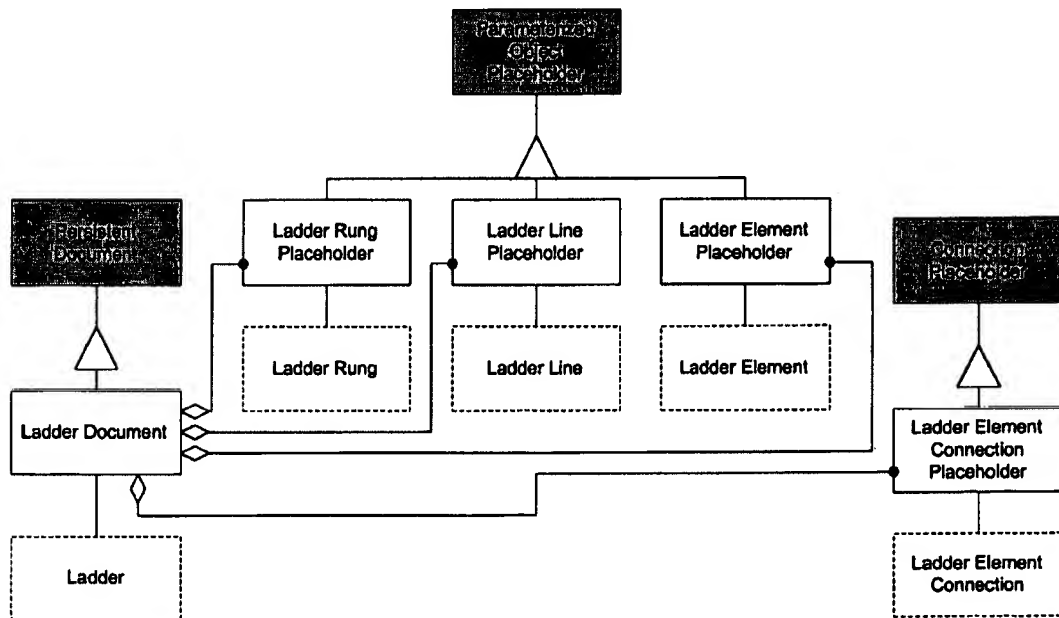 Parameterized
Object
Placeholder
Persistent
Document
Ladder Rung
Placeholder
Ladder Line
Placeholder
Ladder Element
Placeholder
Connection
Placeholder
Ladder Rung
Ladder Line
Ladder Element
Ladder Document
Ladder Element
Connection
Placeholder
Ladder
Ladder Element
Connection